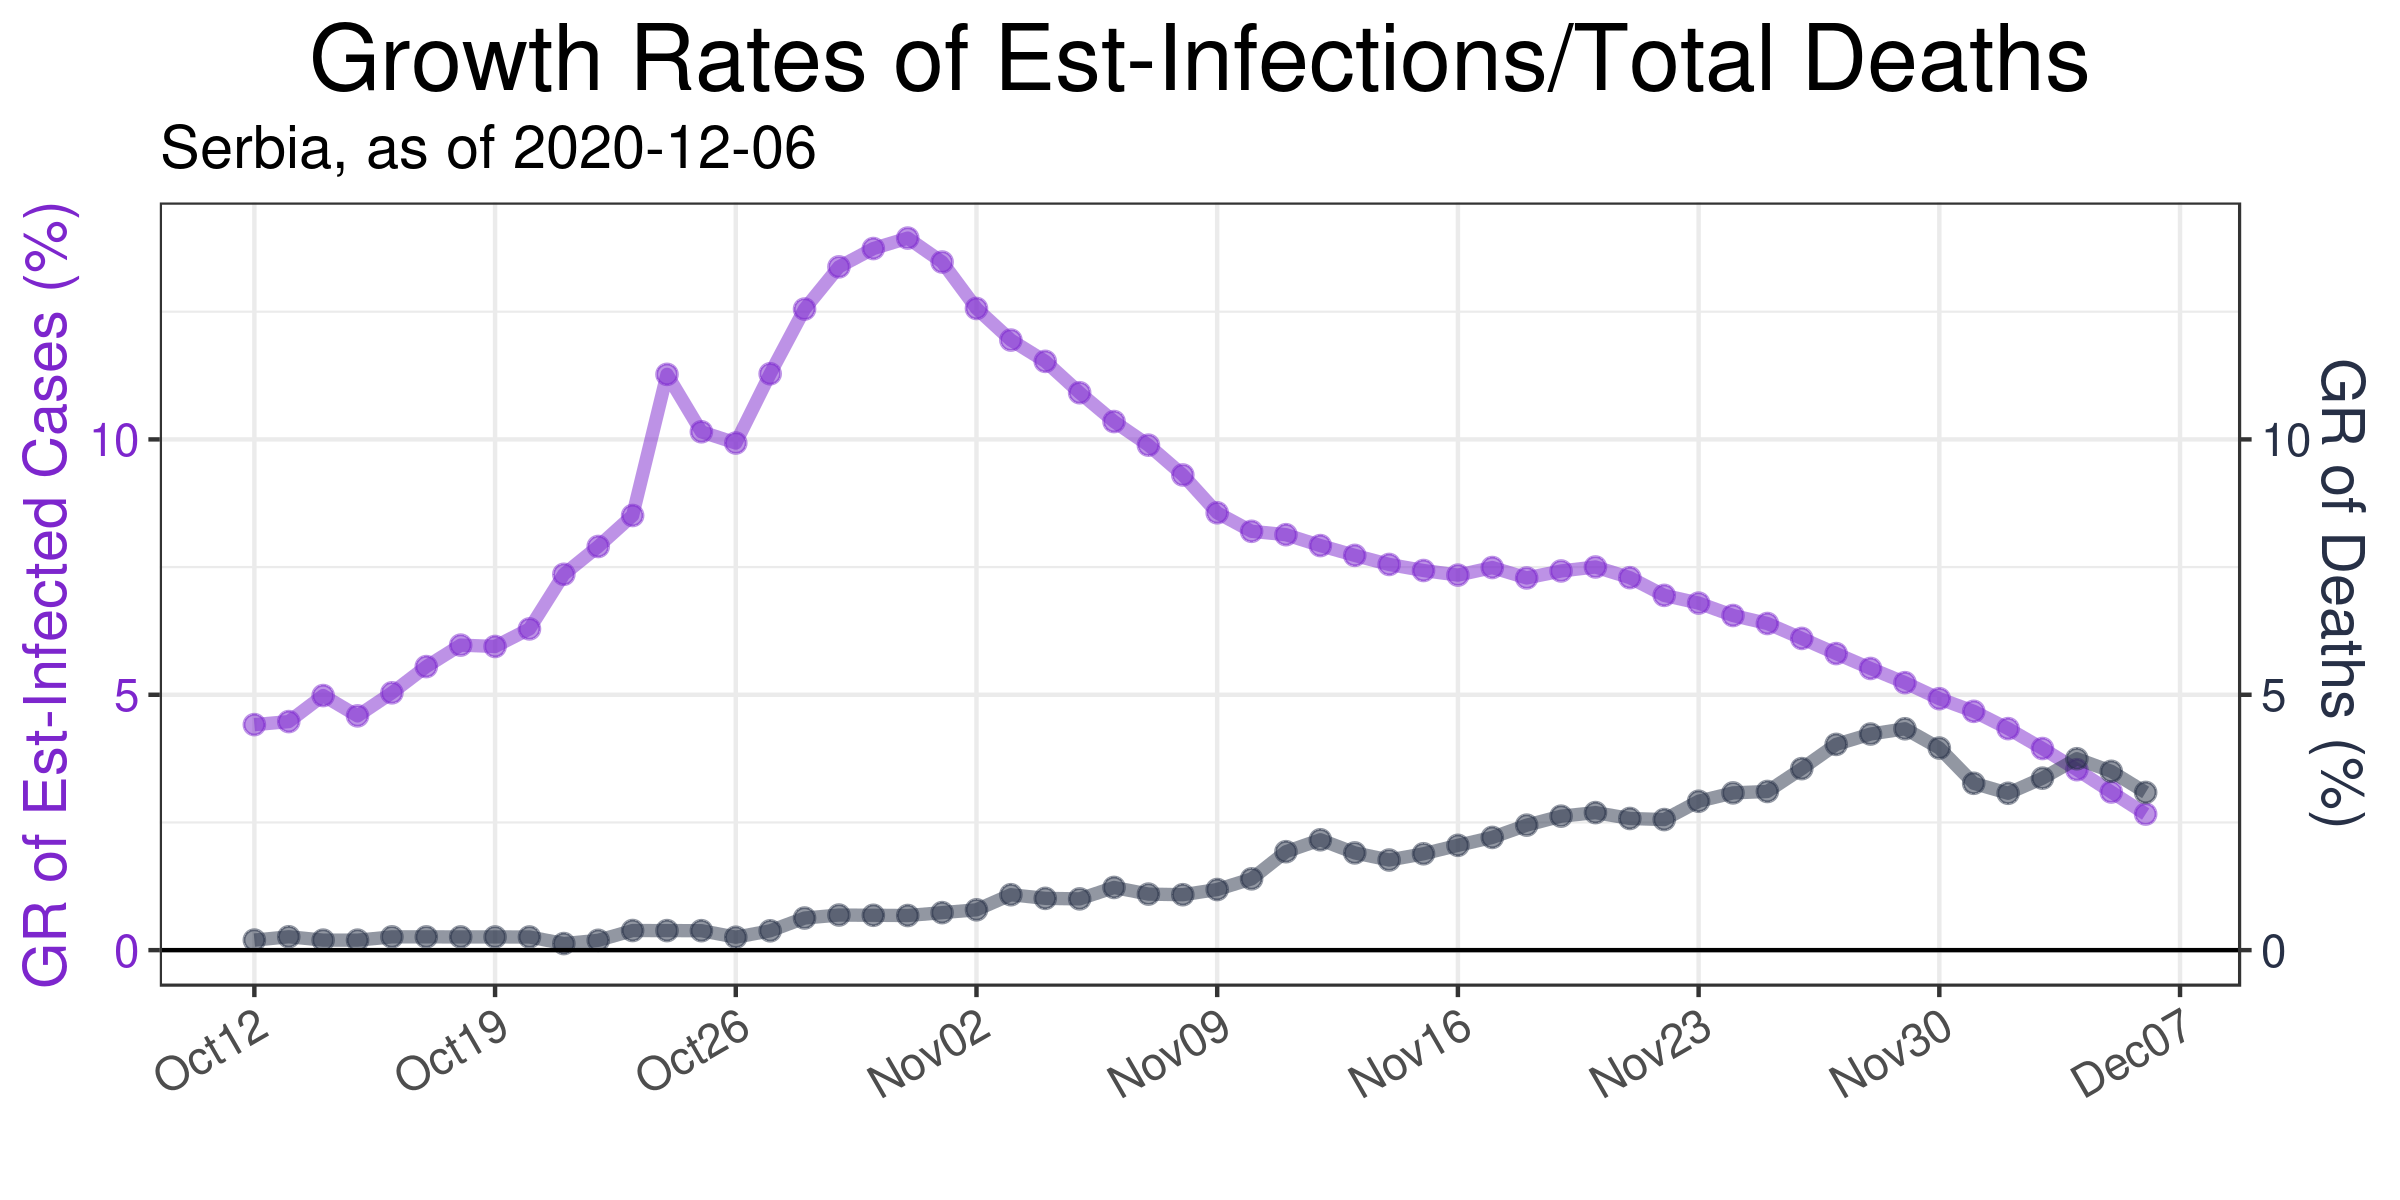 Growth Rates of Est-Infections/Total Deaths
Serbia, as of 2020-12-06
GR of Est-Infected Cases (%)
10
5
0
10
5
0
GR of Deaths (%)
Oct12
Oct19
Oct26
Nov02
Nov09
Nov16
Nov23
Nov30
Dec07